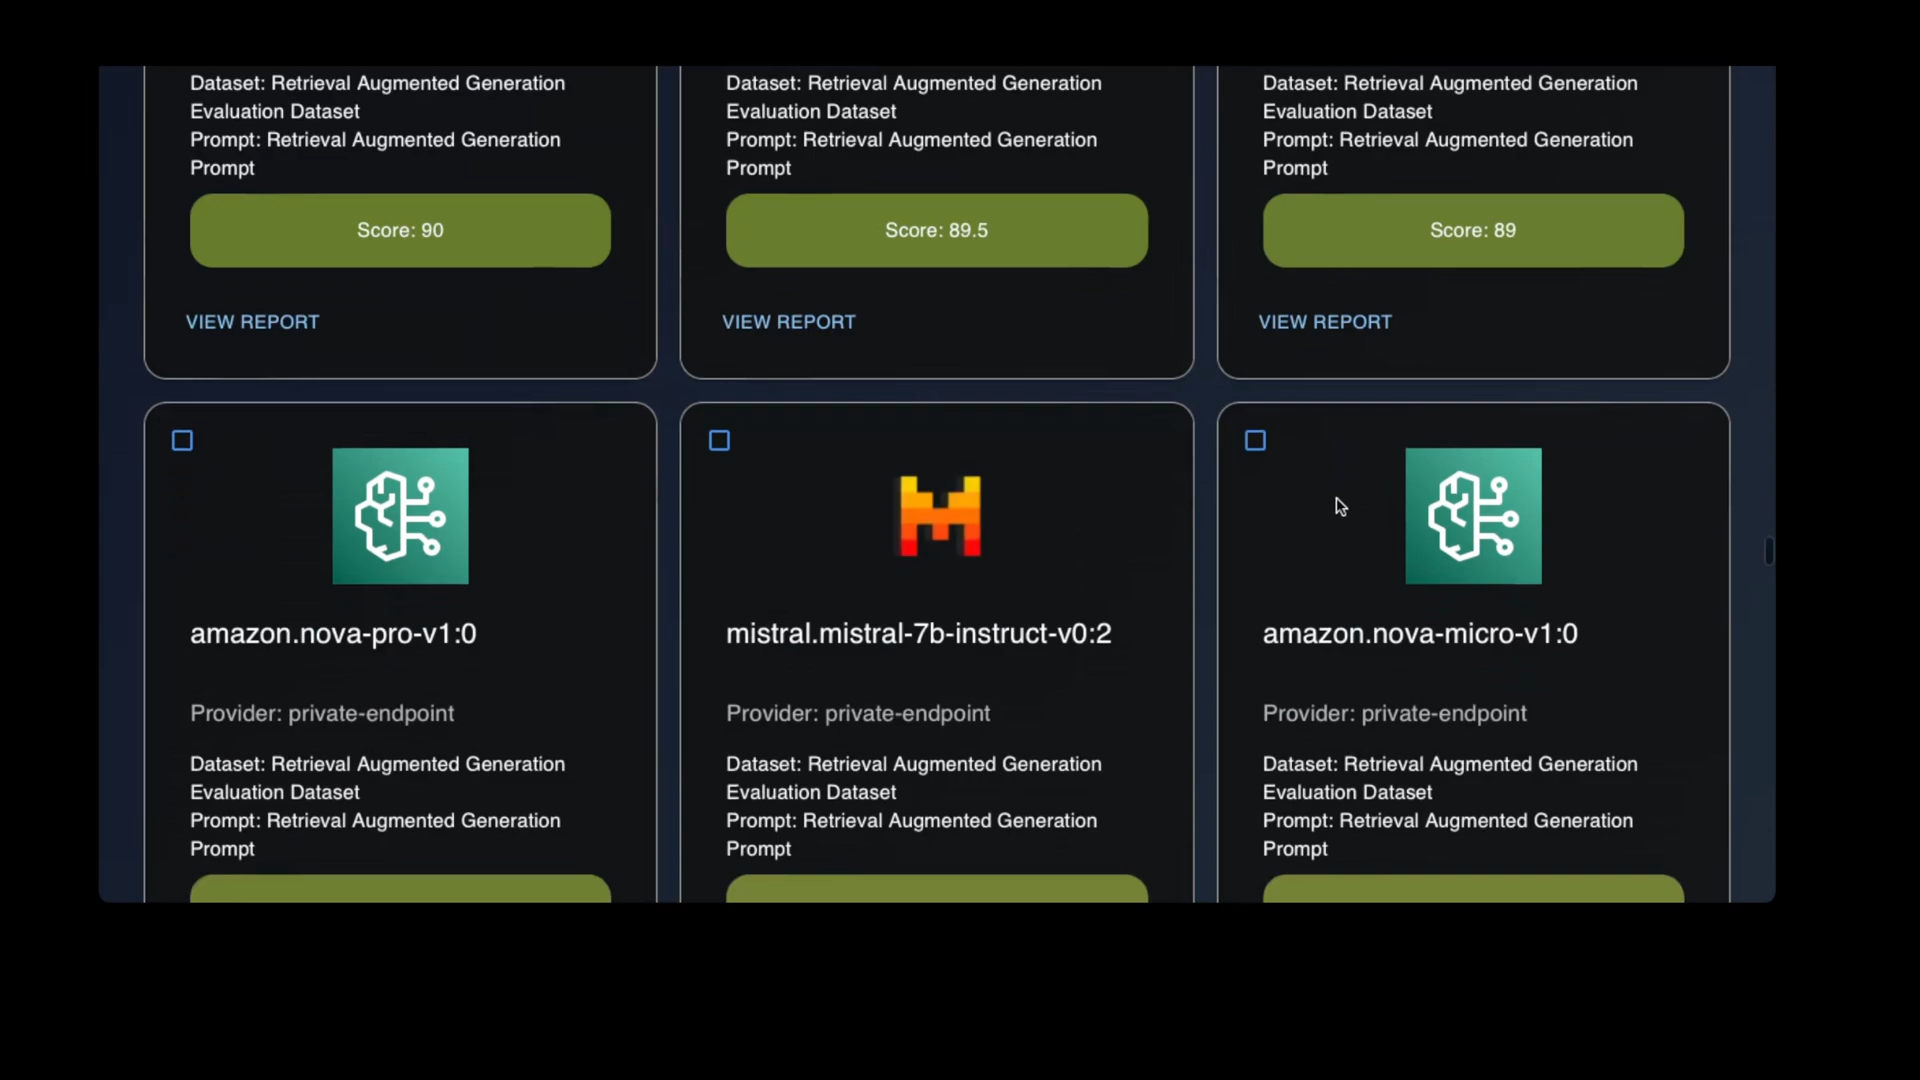 Dataset: Retrieval Augmented Generation
Evaluation Dataset
Prompt: Retrieval Augmented Generation
Prompt
Score: 90
VIEW REPORT
Dataset: Retrieval Augmented Generation
Evaluation Dataset
Prompt: Retrieval Augmented Generation
Prompt
Score: 89.5
VIEW REPORT
Dataset: Retrieval Augmented Generation
Evaluation Dataset
Prompt: Retrieval Augmented Generation
Prompt
Score: 89
VIEW REPORT
amazon.nova-pro-v1:0
Provider: private-endpoint
Dataset: Retrieval Augmented Generation
Evaluation Dataset
Prompt: Retrieval Augmented Generation
Prompt
mistral.mistral-7b-instruct-v0:2
Provider: private-endpoint
Dataset: Retrieval Augmented Generation
Evaluation Dataset
Prompt: Retrieval Augmented Generation
Prompt
amazon.nova-micro-v1:0
Provider: private-endpoint
Dataset: Retrieval Augmented Generation
Evaluation Dataset
Prompt: Retrieval Augmented Generation
Prompt